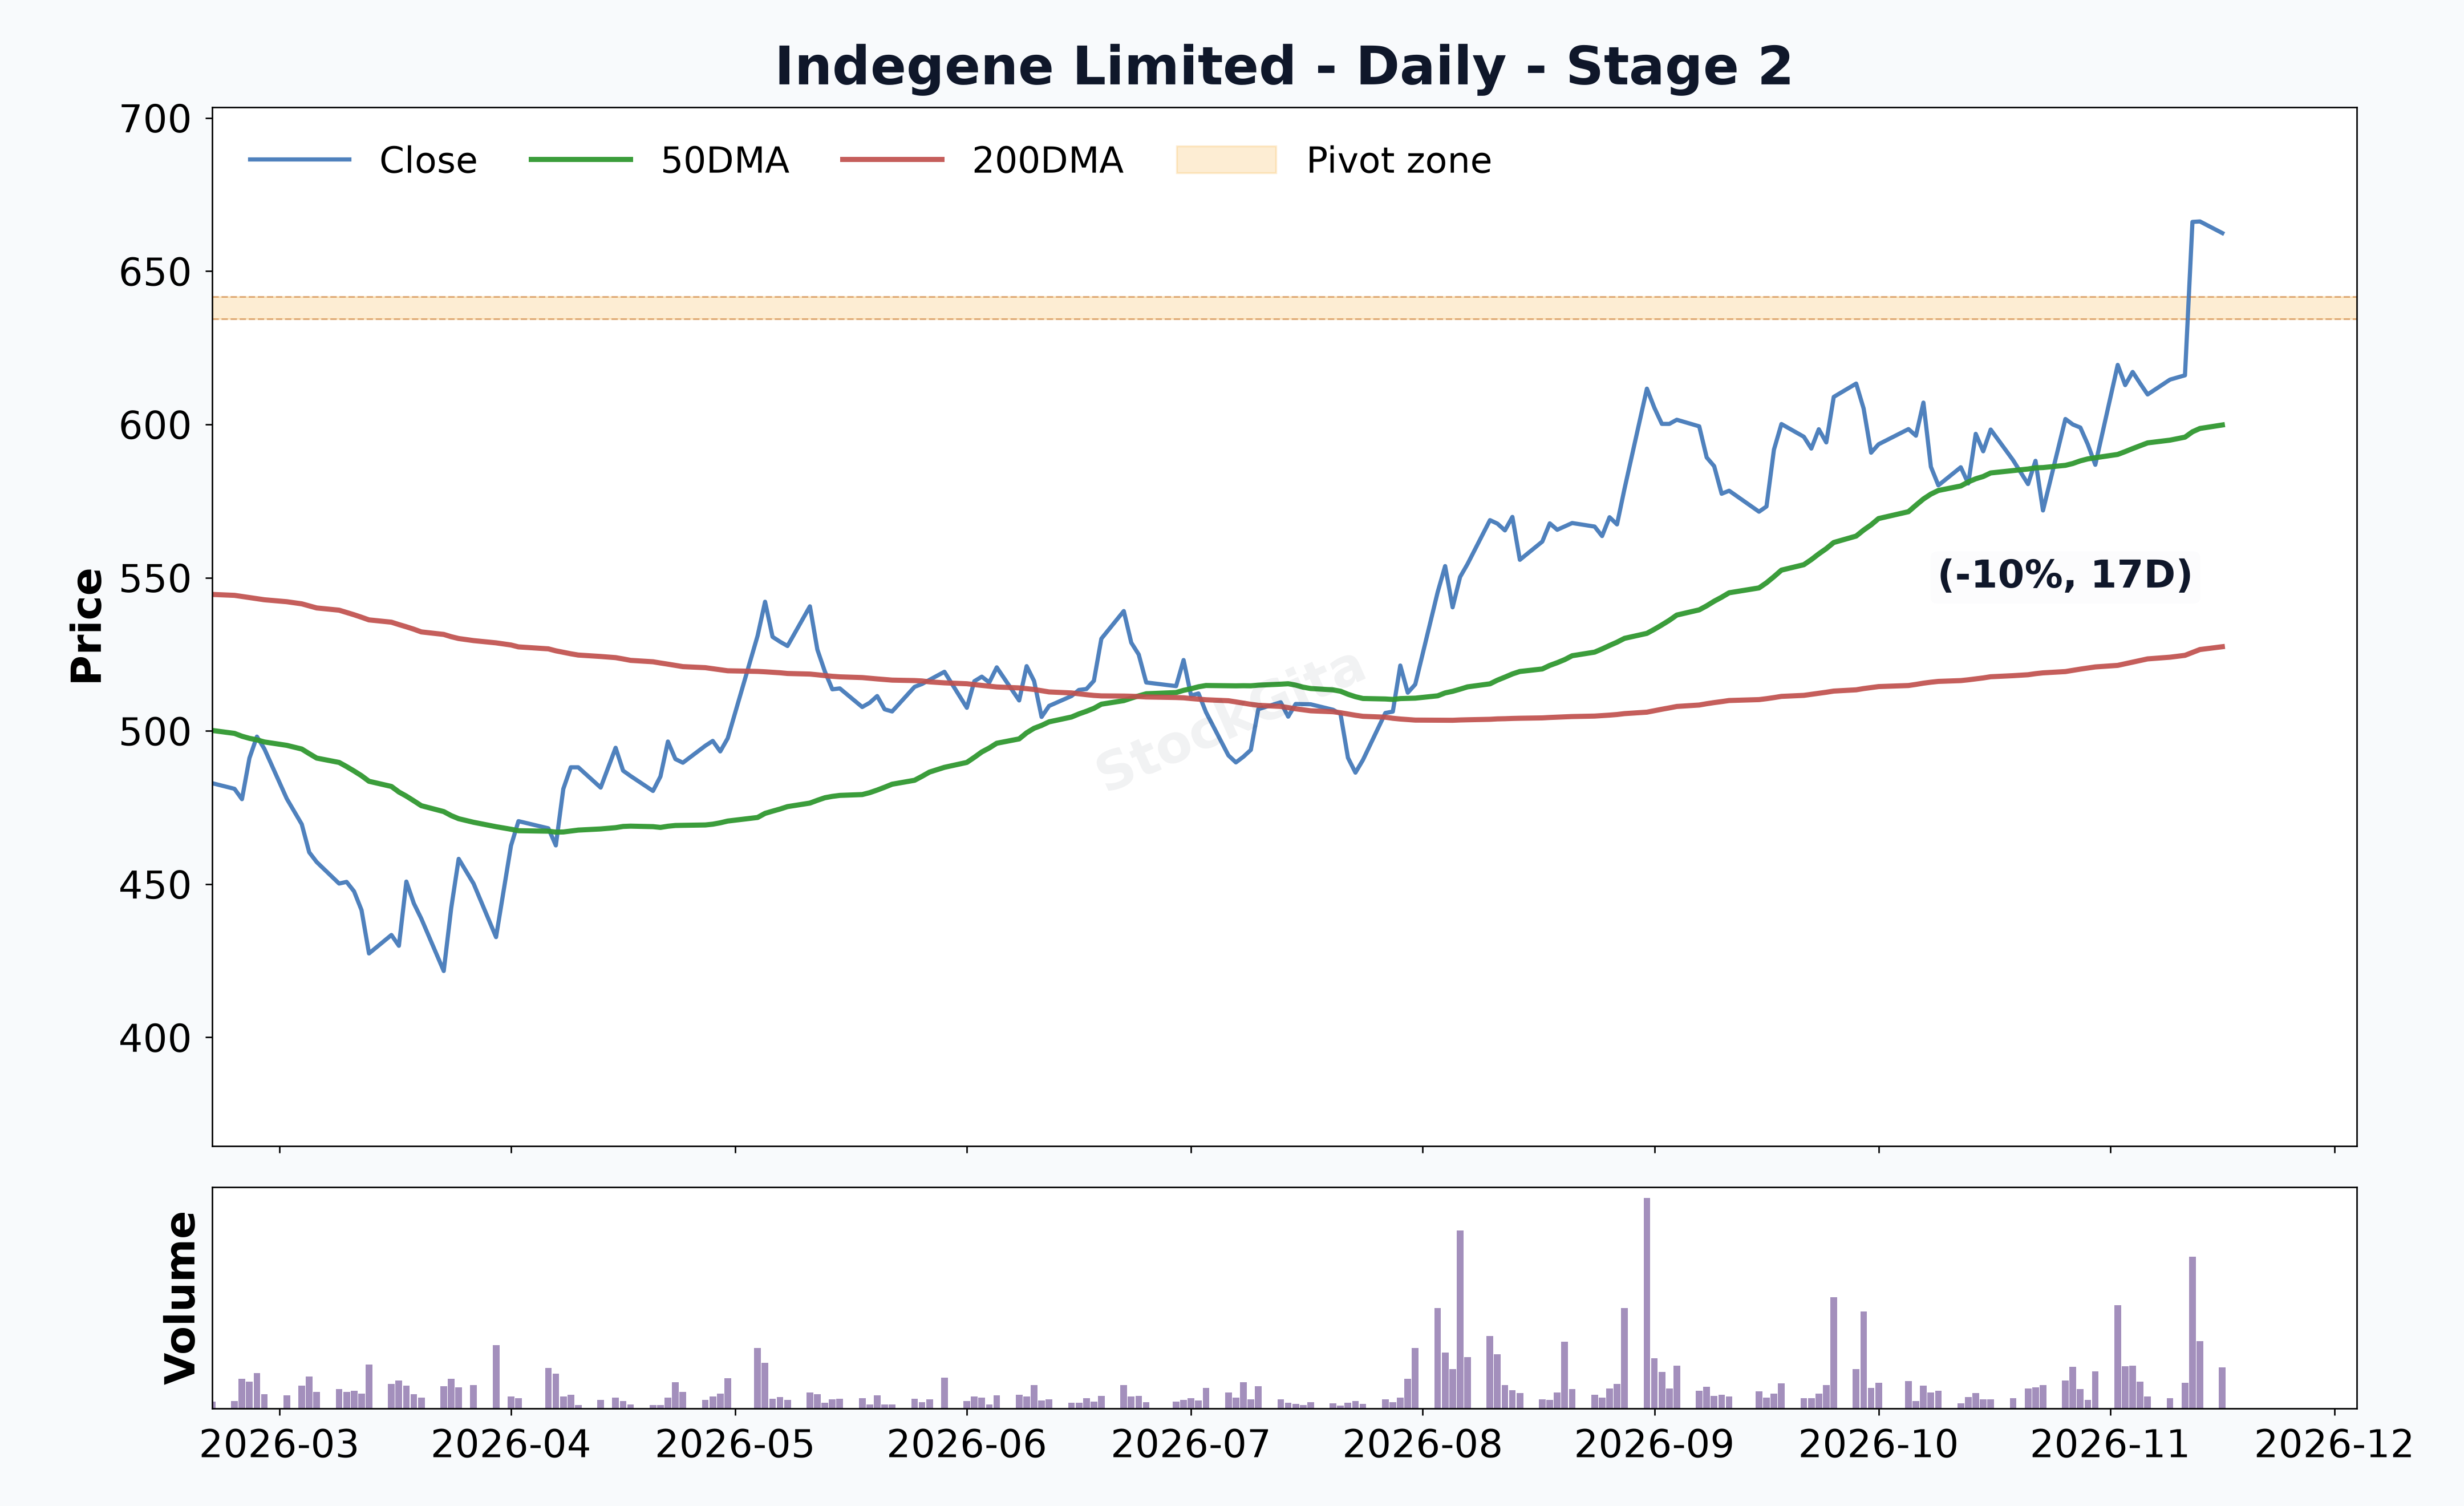 Indegene Limited - Daily - Stage 2
Close 50DMA 200DMA Pivot zone
700
650
600
550
500
450
400
Price
(-10%, 17D)
StockGita
Volume
2026-03 2026-04 2026-05 2026-06 2026-07 2026-08 2026-09 2026-10 2026-11 2026-12